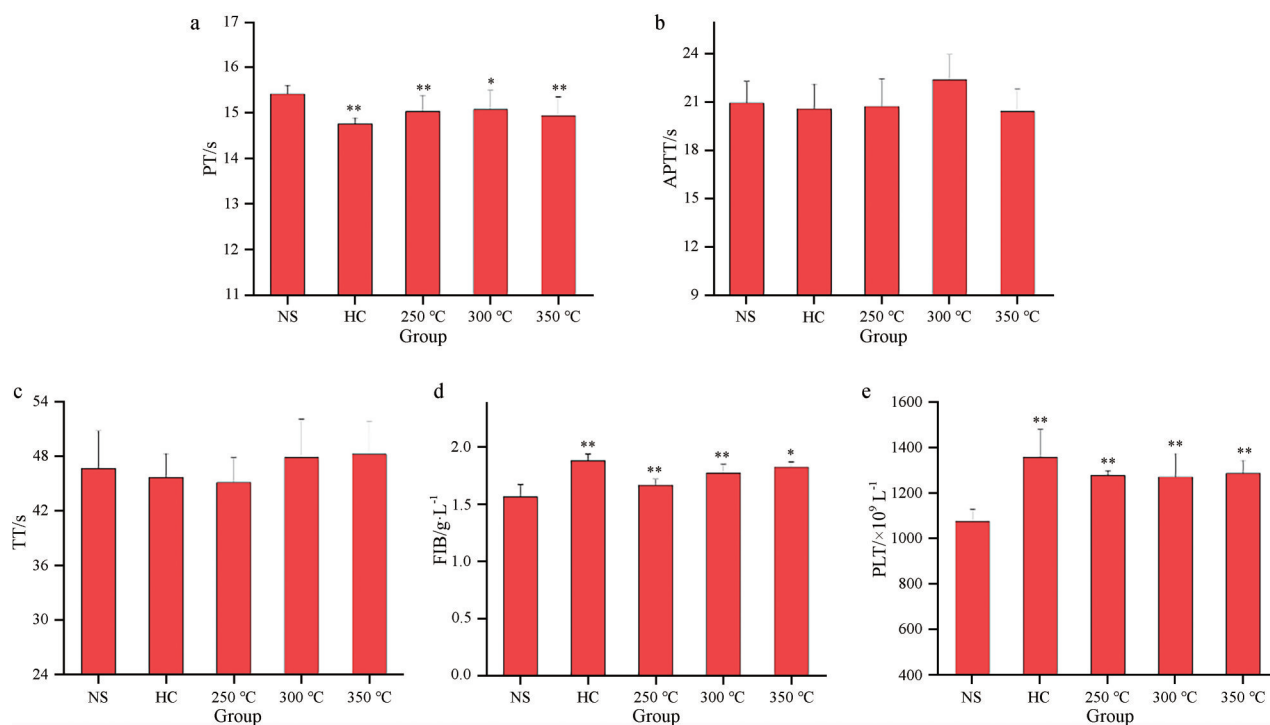 a
17
16
15
14
13
12
11
PT/s
**
**
*
**
NS HC 250 °C 300 °C 350 °C
Group
b
24
21
18
15
12
9
APTT/s
NS HC 250 °C 300 °C 350 °C
Group
c
54
48
42
36
30
24
TT/s
NS HC 250 °C 300 °C 350 °C
Group
d
2.0
1.5
1.0
0.5
0.0
FIB/g·L⁻¹
**
**
**
*
NS HC 250 °C 300 °C 350 °C
Group
e
1600
1400
1200
1000
800
600
400
PLT/×10⁹ L⁻¹
**
**
**
**
NS HC 250 °C 300 °C 350 °C
Group